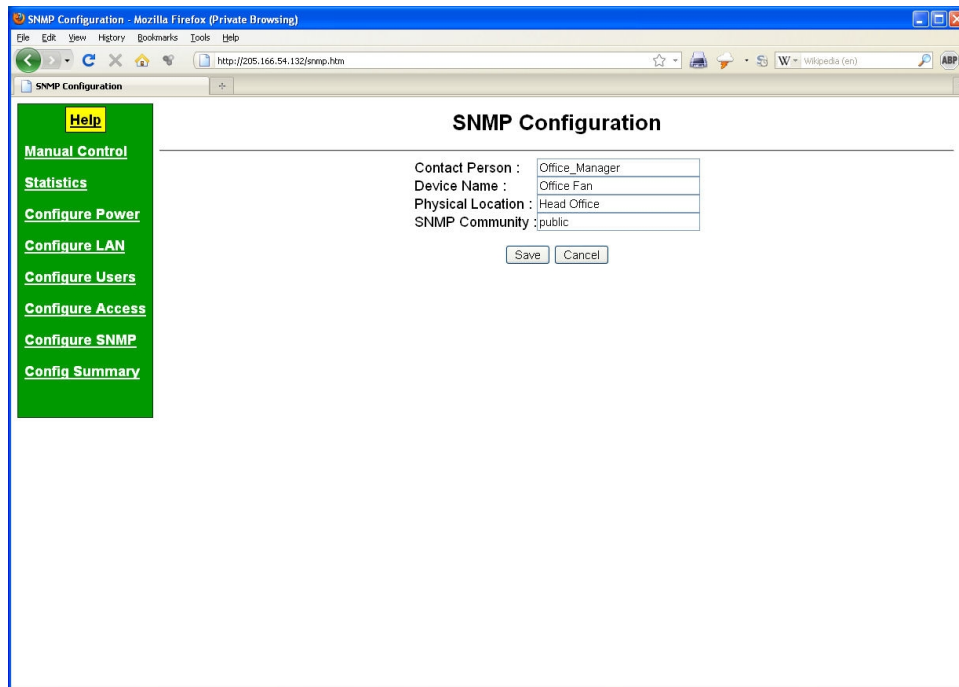 SNMP Configuration - Mozilla Firefox (Private Browsing)
File Edit View History Bookmarks Tools Help
http://205.166.54.132/snmp.htm
W Wikipedia (en)
ABP
SNMP Configuration
Help
Manual Control
Statistics
Configure Power
Configure LAN
Configure Users
Configure Access
Configure SNMP
Config Summary
SNMP Configuration
Contact Person : Office_Manager
Device Name : Office Fan
Physical Location : Head Office
SNMP Community : public
Save Cancel